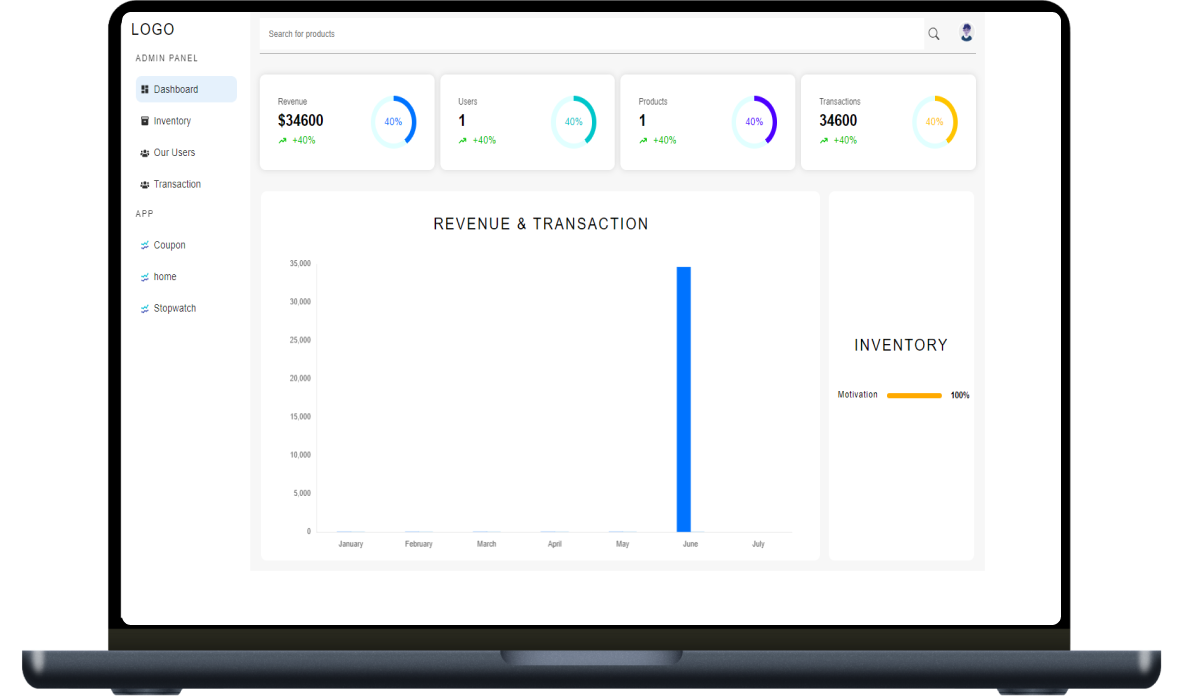 LOGO
ADMIN PANEL
Dashboard
Inventory
Our Users
Transaction
APP
Coupon
home
Stopwatch
Search for products
Revenue
$34600
+40%
40%
Users
1
+40%
40%
Products
1
+40%
40%
Transactions
34600
+40%
40%
REVENUE & TRANSACTION
35,000
30,000
25,000
20,000
15,000
10,000
5,000
0
January February March April May June July
INVENTORY
Motivation 100%